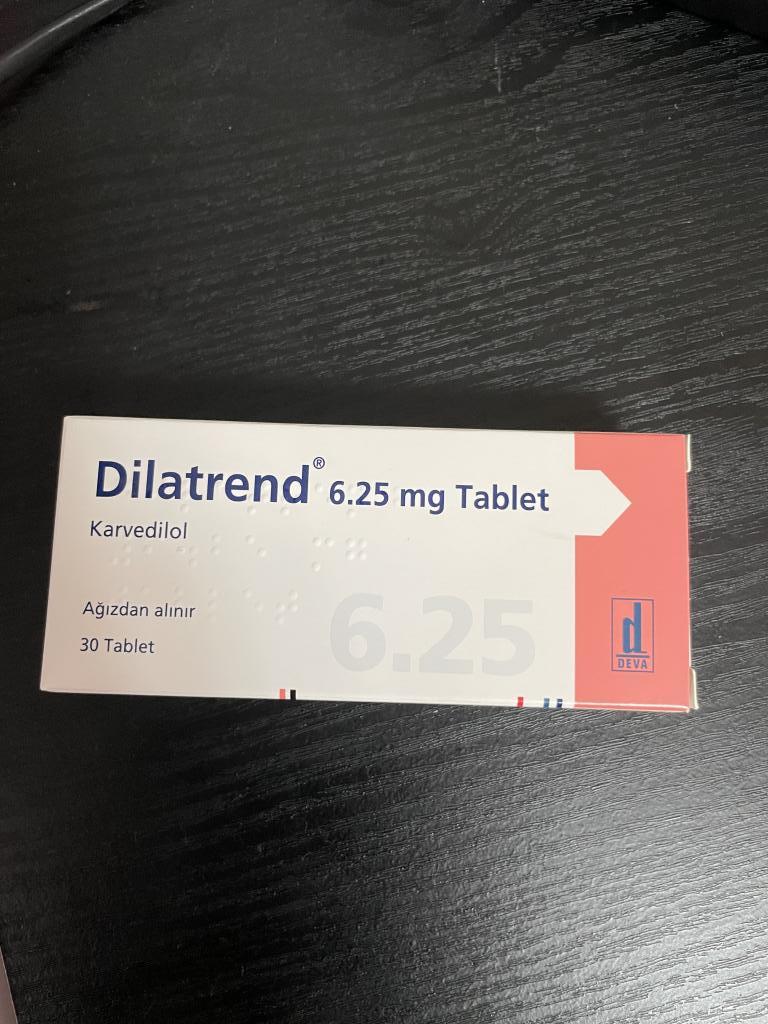 Dilatrend® 6.25 mg Tablet
Karvedilol
Ağızdan alınır
30 Tablet
6.25
d
DEVA